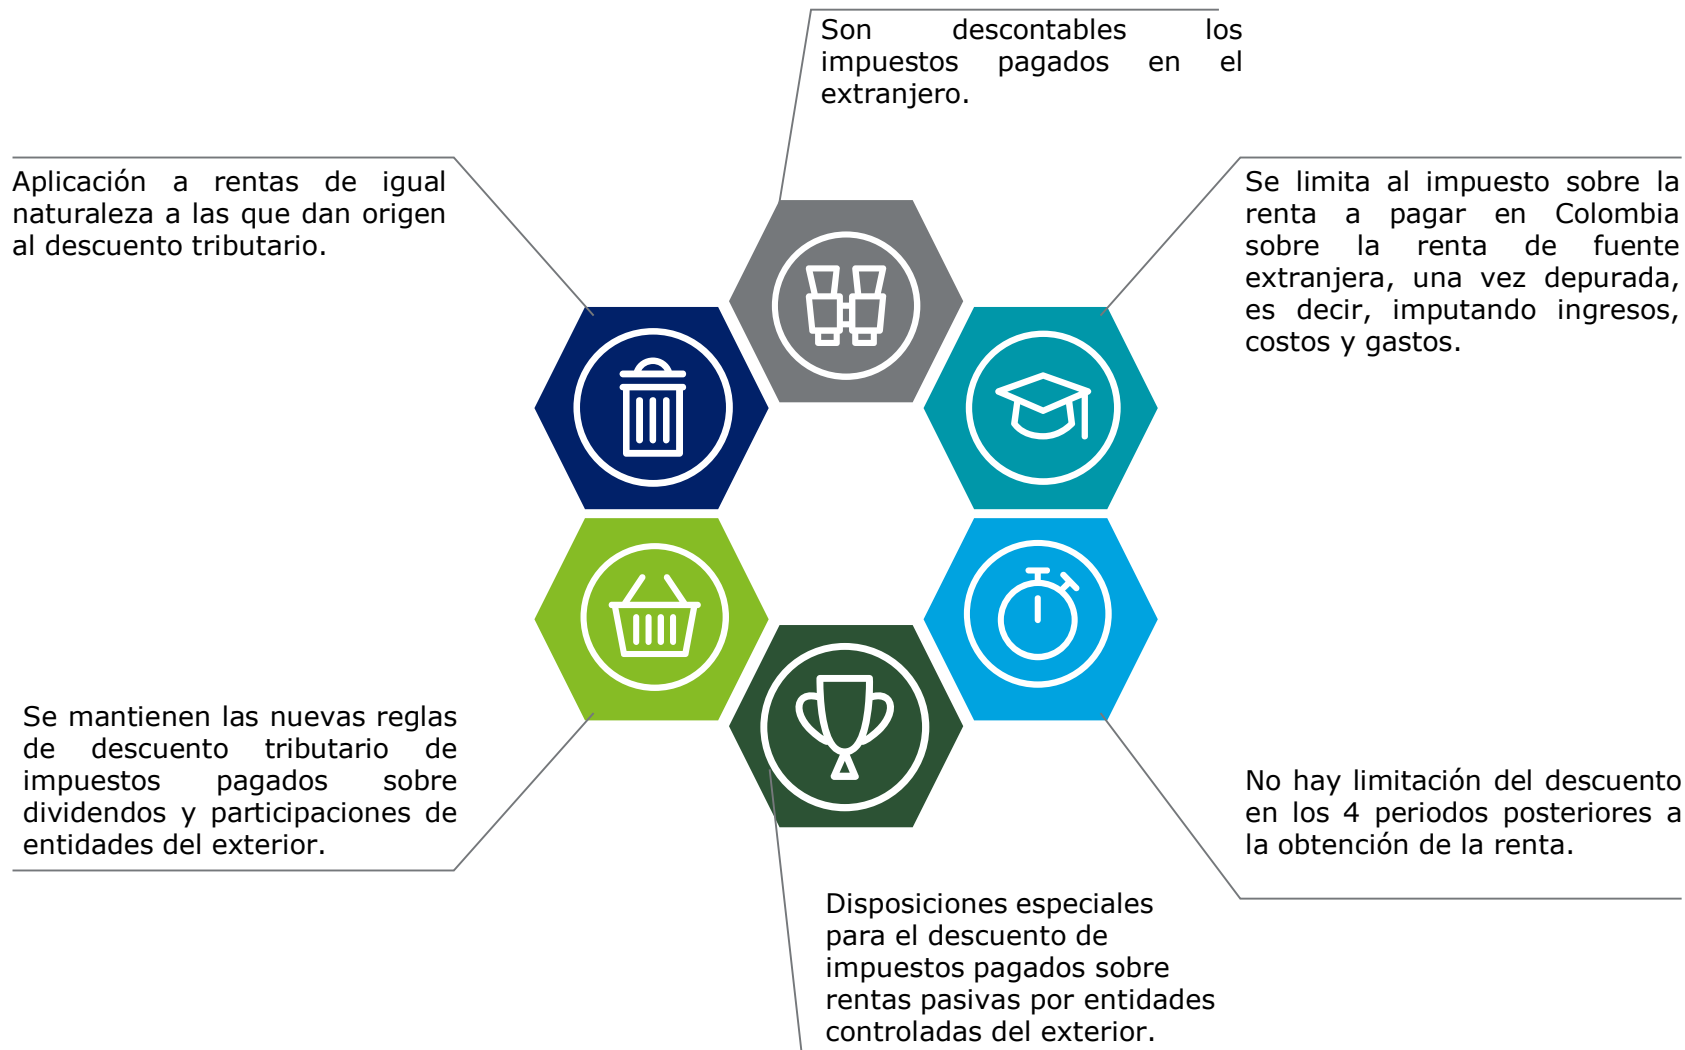 Son descontables los
impuestos pagados en el
extranjero.
Aplicación a rentas de igual
naturaleza a las que dan origen
al descuento tributario.
Se limita al impuesto sobre la
renta a pagar en Colombia
sobre la renta de fuente
extranjera, una vez depurada,
es decir, imputando ingresos,
costos y gastos.
Se mantienen las nuevas reglas
de descuento tributario de
impuestos pagados sobre
dividendos y participaciones de
entidades del exterior.
No hay limitación del descuento
en los 4 periodos posteriores a
la obtención de la renta.
Disposiciones especiales
para el descuento de
impuestos pagados sobre
rentas pasivas por entidades
controladas del exterior.